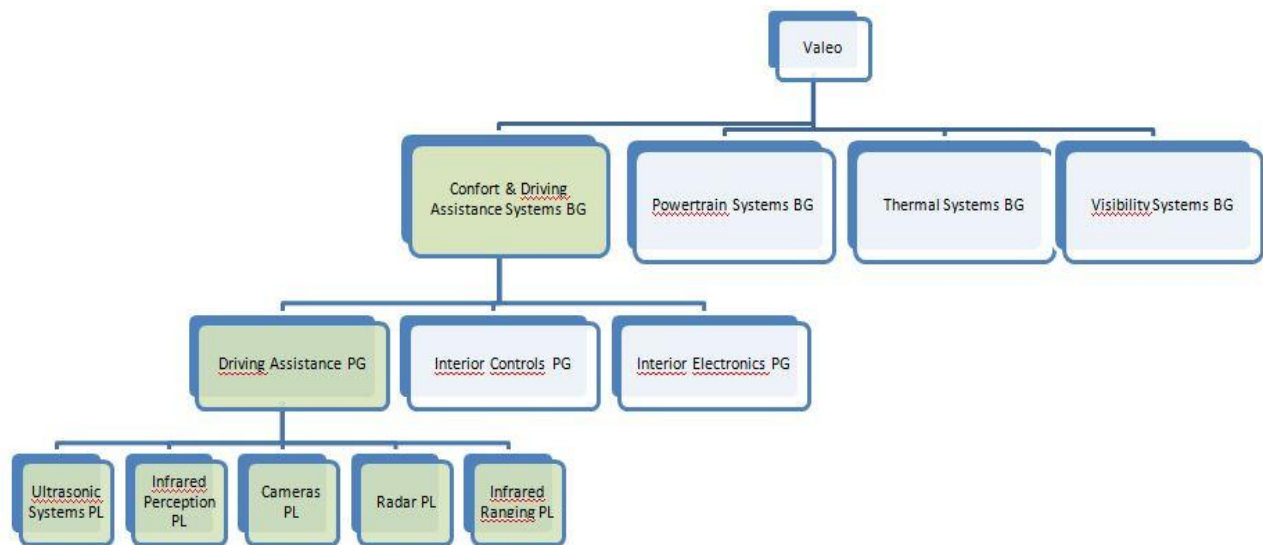 Valeo
Confort & Driving
Assistance Systems BG
Powertrain Systems BG
Thermal Systems BG
Visibility Systems BG
Driving Assistance PG
Interior Controls PG
Interior Electronics PG
Ultrasonic
Systems PL
Infrared
Perception
PL
Cameras
PL
Radar PL
Infrared
Ranging PL